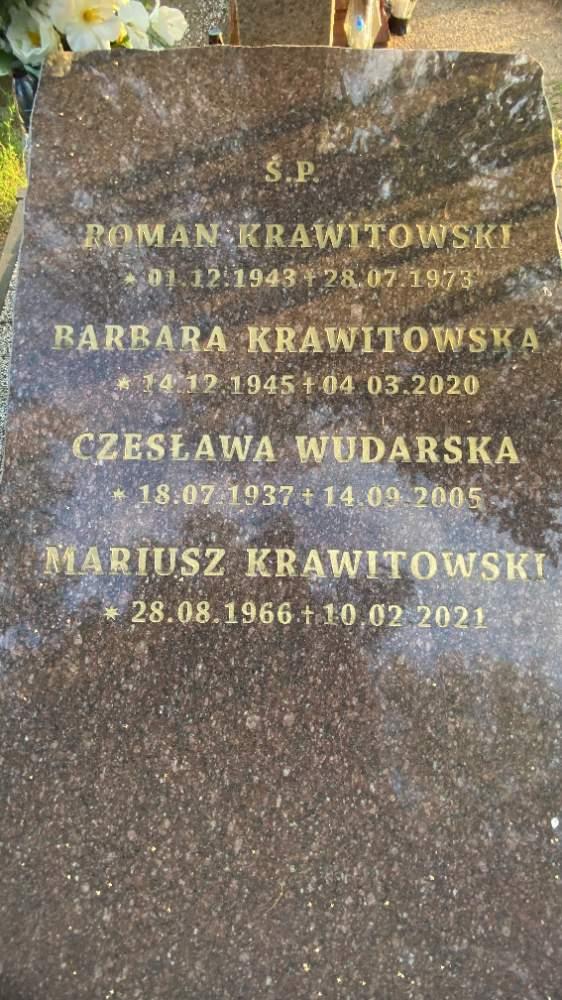 Ś.P.
ROMAN KRAWITOWSKI
* 01.12.1943 † 28.07.1973
BARBARA KRAWITOWSKA
* 14.12.1945 † 04.03.2020
CZESŁAWA WUDARSKA
* 18.07.1937 † 14.09.2005
MARIUSZ KRAWITOWSKI
* 28.08.1966 † 10.02.2021